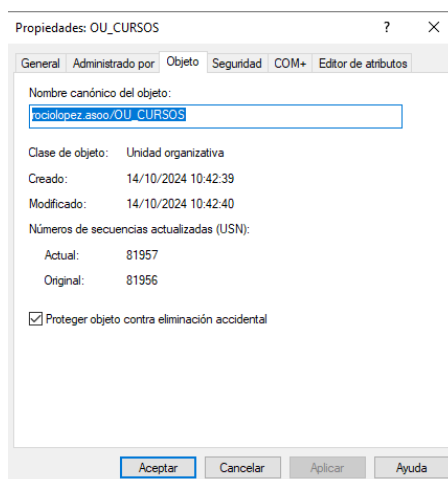 Propiedades: OU_CURSOS ? ×
General Administrado por Objeto Seguridad COM+ Editor de atributos
Nombre canónico del objeto:
rociolopez.asoo/OU_CURSOS
Clase de objeto: Unidad organizativa
Creado: 14/10/2024 10:42:39
Modificado: 14/10/2024 10:42:40
Números de secuencias actualizadas (USN):
Actual: 81957
Original: 81956
Proteger objeto contra eliminación accidental
Aceptar Cancelar Aplicar Ayuda